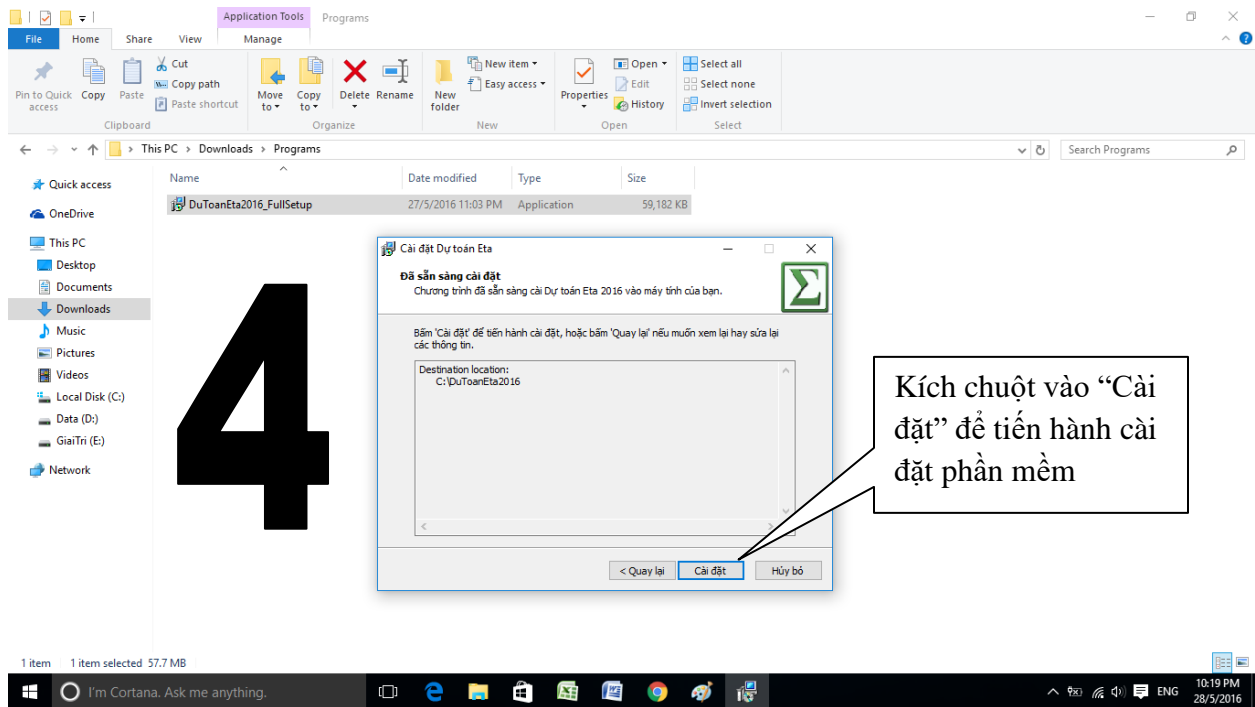 Application Tools Programs
File Home Share View Manage
Pin to Quick access
Copy
Paste
Cut
Copy path
Paste shortcut
Clipboard
Move to
Copy to
Delete
Rename
Organize
New folder
New item
Easy access
New
Properties
Open
Edit
History
Open
Select all
Select none
Invert selection
Select
This PC > Downloads > Programs
Search Programs
Quick access
OneDrive
This PC
Desktop
Documents
Downloads
Music
Pictures
Videos
Local Disk (C:)
Data (D:)
GiaiTri (E:)
Network
Name Date modified Type Size
DuToanEta2016_FullSetup 27/5/2016 11:03 PM Application 59,182 KB
4
Cài đặt Dự toán Eta
Đã sẵn sàng cài đặt
Chương trình đã sẵn sàng cài Dự toán Eta 2016 vào máy tính của bạn.
Σ
Bấm 'Cài đặt' để tiến hành cài đặt, hoặc bấm 'Quay lại' nếu muốn xem lại hay sửa lại
các thông tin.
Destination location:
C:\DuToanEta2016
< Quay lại Cài đặt Hủy bỏ
Kích chuột vào “Cài
đặt” để tiến hành cài
đặt phần mềm
1 item 1 item selected 57.7 MB
I'm Cortana. Ask me anything.
ENG
10:19 PM
28/5/2016